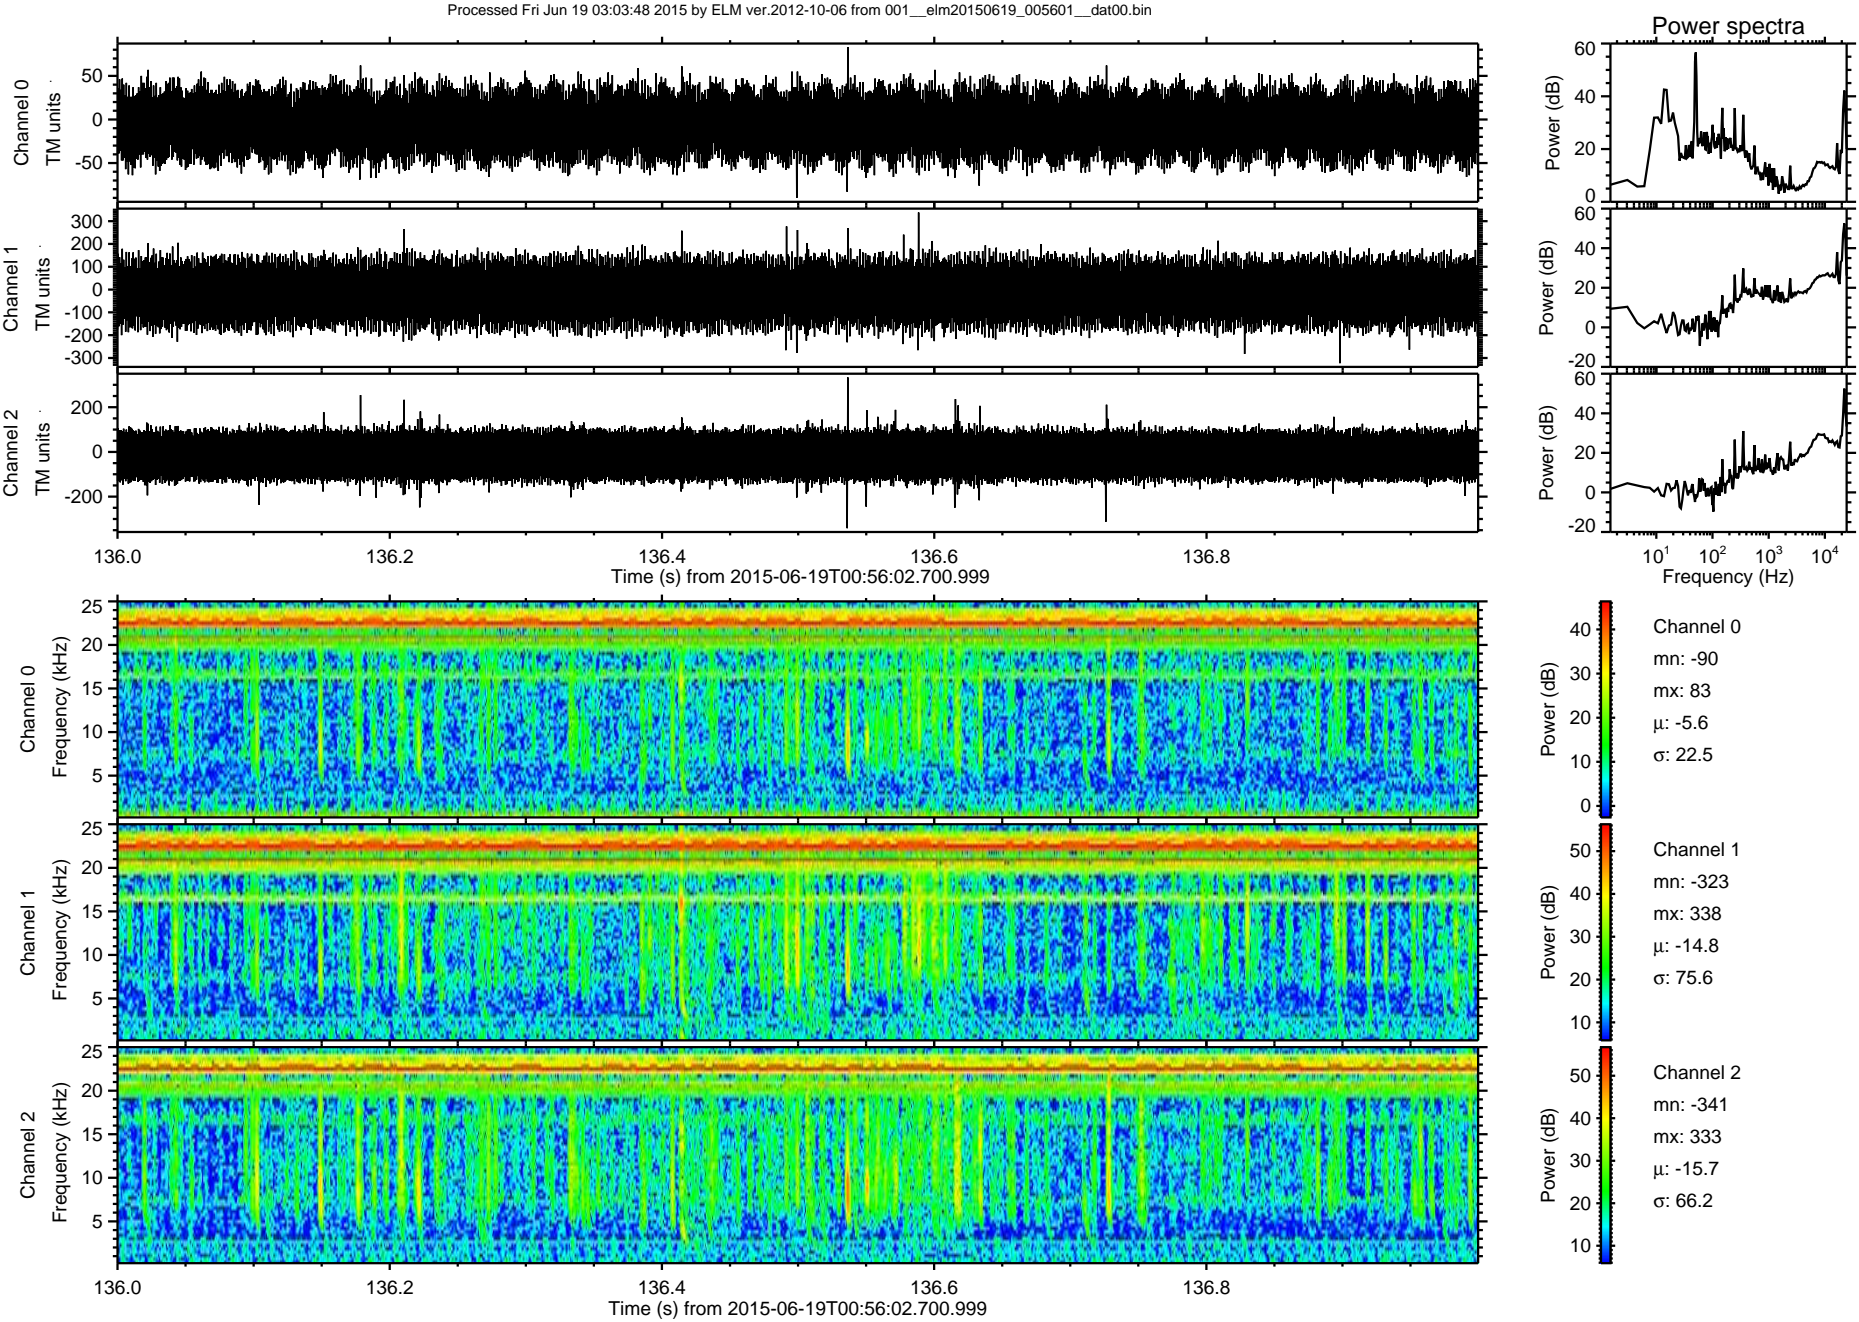 Processed Fri Jun 19 03:03:48 2015 by ELM ver.2012-10-06 from 001__elm20150619_005601__dat00.bin
Power spectra
Channel 0
TM units
50
0
-50
Power (dB)
60
40
20
0
Channel 1
TM units
300
200
100
0
-100
-200
-300
Power (dB)
60
40
20
0
-20
Channel 2
TM units
200
0
-200
Power (dB)
60
40
20
0
-20
136.0 136.2 136.4 136.6 136.8
Time (s) from 2015-06-19T00:56:02.700.999
10^1 10^2 10^3 10^4
Frequency (Hz)
Channel 0
Frequency (kHz)
25
20
15
10
5
Power (dB)
40
30
20
10
0
Channel 0
mn: -90
mx: 83
μ: -5.6
σ: 22.5
Channel 1
Frequency (kHz)
25
20
15
10
5
Power (dB)
50
40
30
20
10
Channel 1
mn: -323
mx: 338
μ: -14.8
σ: 75.6
Channel 2
Frequency (kHz)
25
20
15
10
5
Power (dB)
50
40
30
20
10
Channel 2
mn: -341
mx: 333
μ: -15.7
σ: 66.2
136.0 136.2 136.4 136.6 136.8
Time (s) from 2015-06-19T00:56:02.700.999